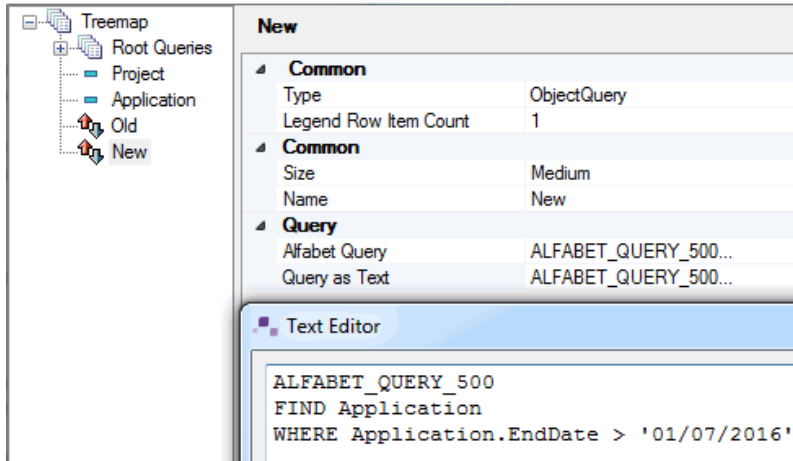 Treemap
Root Queries
Project
Application
Old
New
New
Common
Type ObjectQuery
Legend Row Item Count 1
Common
Size Medium
Name New
Query
Alfabet Query ALFABET_QUERY_500...
Query as Text ALFABET_QUERY_500...
Text Editor
ALFABET_QUERY_500
FIND Application
WHERE Application.EndDate > '01/07/2016'